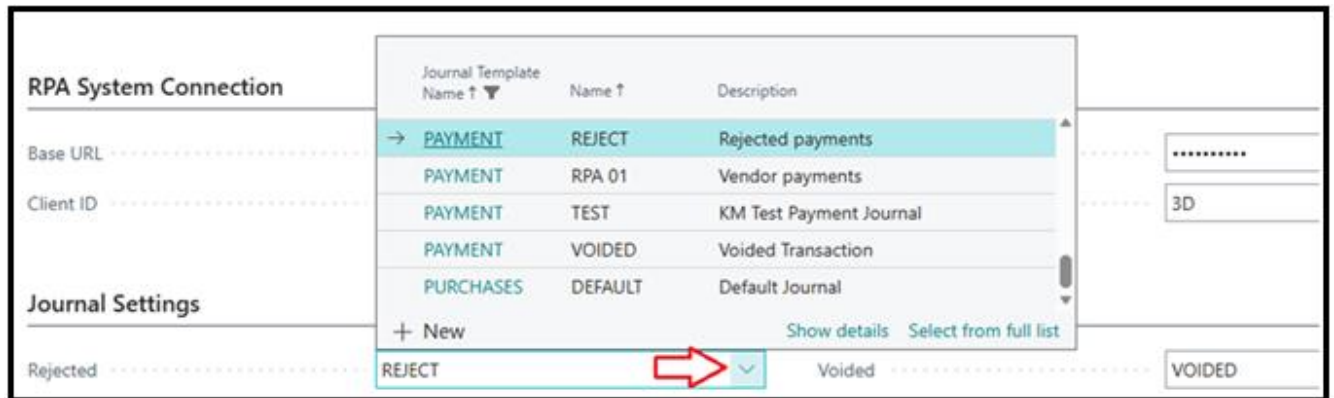 Journal Template
Name ↑ Name ↑ Description
RPA System Connection
→ PAYMENT REJECT Rejected payments
Base URL ••••••••••
PAYMENT RPA 01 Vendor payments
Client ID 3D
PAYMENT TEST KM Test Payment Journal
PAYMENT VOIDED Voided Transaction
PURCHASES DEFAULT Default Journal
Journal Settings
+ New Show details Select from full list
Rejected REJECT Voided VOIDED